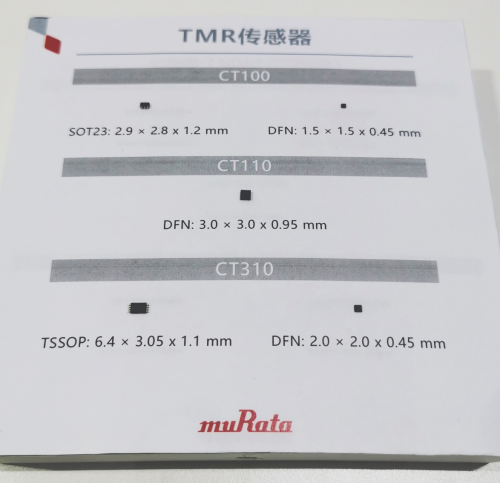 TMR传感器
CT100
SOT23: 2.9 × 2.8 x 1.2 mm DFN: 1.5 × 1.5 x 0.45 mm
CT110
DFN: 3.0 × 3.0 x 0.95 mm
CT310
TSSOP: 6.4 × 3.05 x 1.1 mm DFN: 2.0 × 2.0 x 0.45 mm
muRata